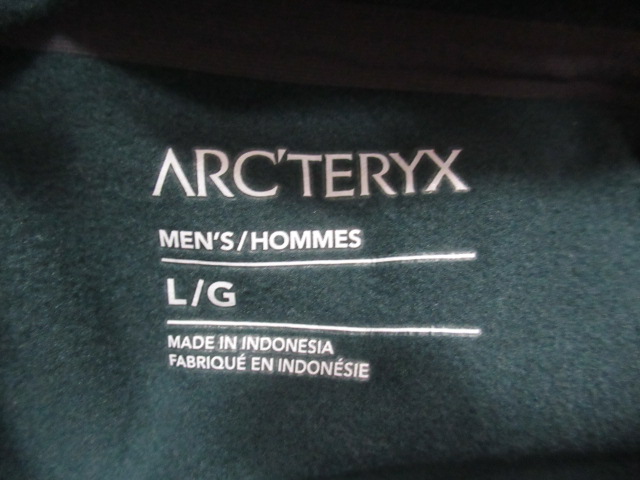 ARC'TERYX
MEN'S/HOMMES
L/G
MADE IN INDONESIA
FABRIQUÉ EN INDONÉSIE